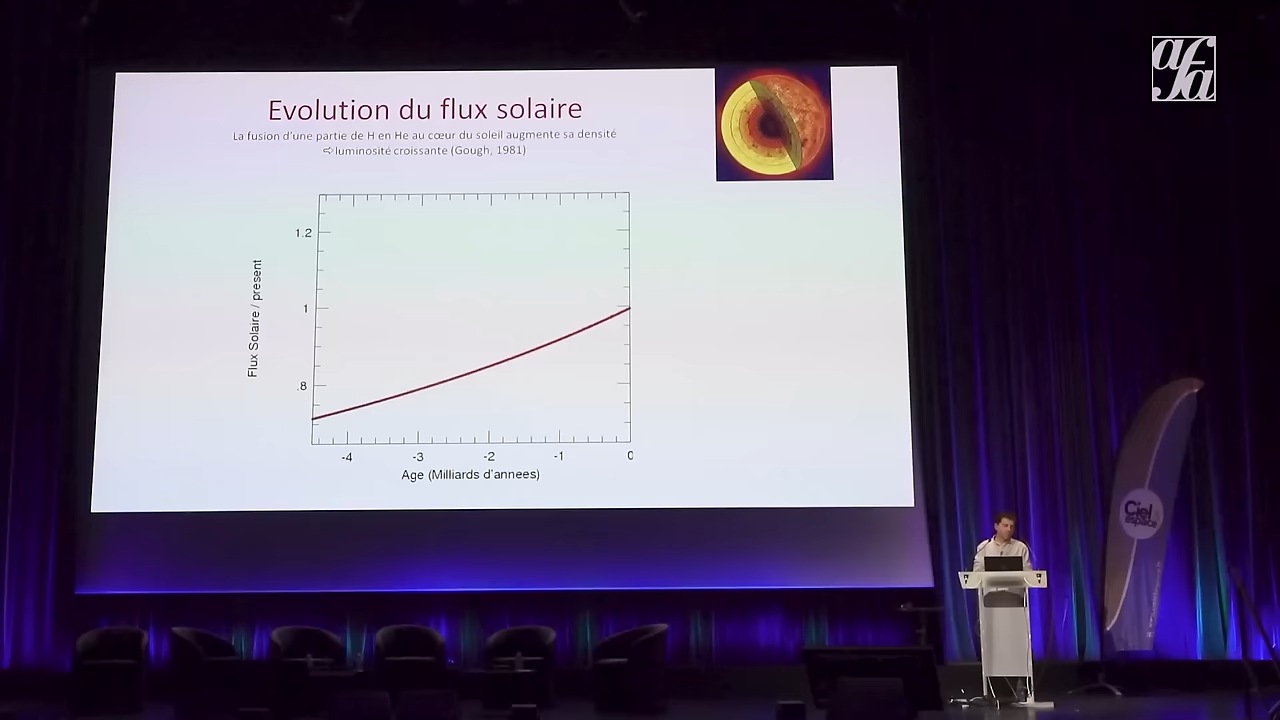 afa
Evolution du flux solaire
La fusion d'une partie de H en He au cœur du soleil augmente sa densité
⇨luminosité croissante (Gough, 1981)
1.2
1
.8
Flux Solaire / present
-4 -3 -2 -1 0
Age (Milliards d'annees)
Ciel
espace